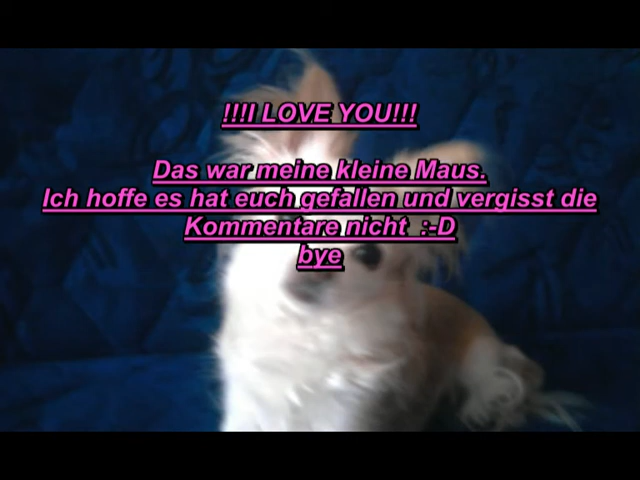 !!!I LOVE YOU!!!
Das war meine kleine Maus.
Ich hoffe es hat euch gefallen und vergisst die
Kommentare nicht  :-D
bye